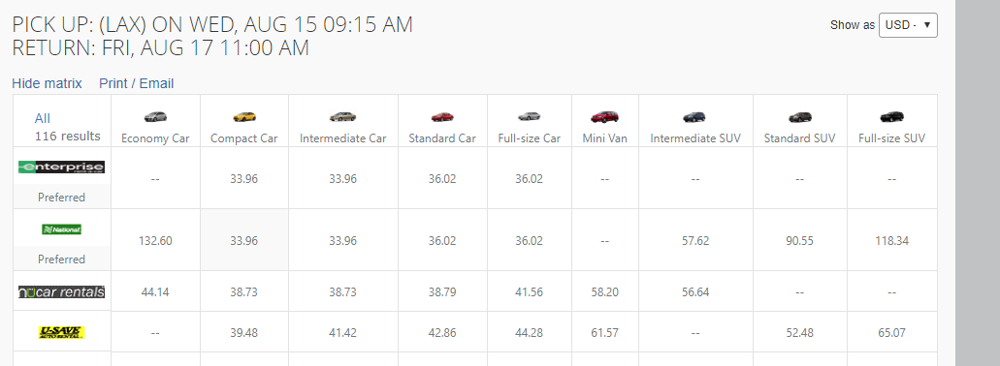 PICK UP: (LAX) ON WED, AUG 15 09:15 AM
RETURN: FRI, AUG 17 11:00 AM
Show as USD -
Hide matrix Print / Email
All
116 results
Economy Car Compact Car Intermediate Car Standard Car Full-size Car Mini Van Intermediate SUV Standard SUV Full-size SUV
enterprise
-- 33.96 33.96 36.02 36.02 -- -- -- --
Preferred
National
132.60 33.96 33.96 36.02 36.02 -- 57.62 90.55 118.34
Preferred
nücar rentals 44.14 38.73 38.73 38.79 41.56 58.20 56.64 -- --
U-SAVE
AUTO RENTAL
-- 39.48 41.42 42.86 44.28 61.57 -- 52.48 65.07